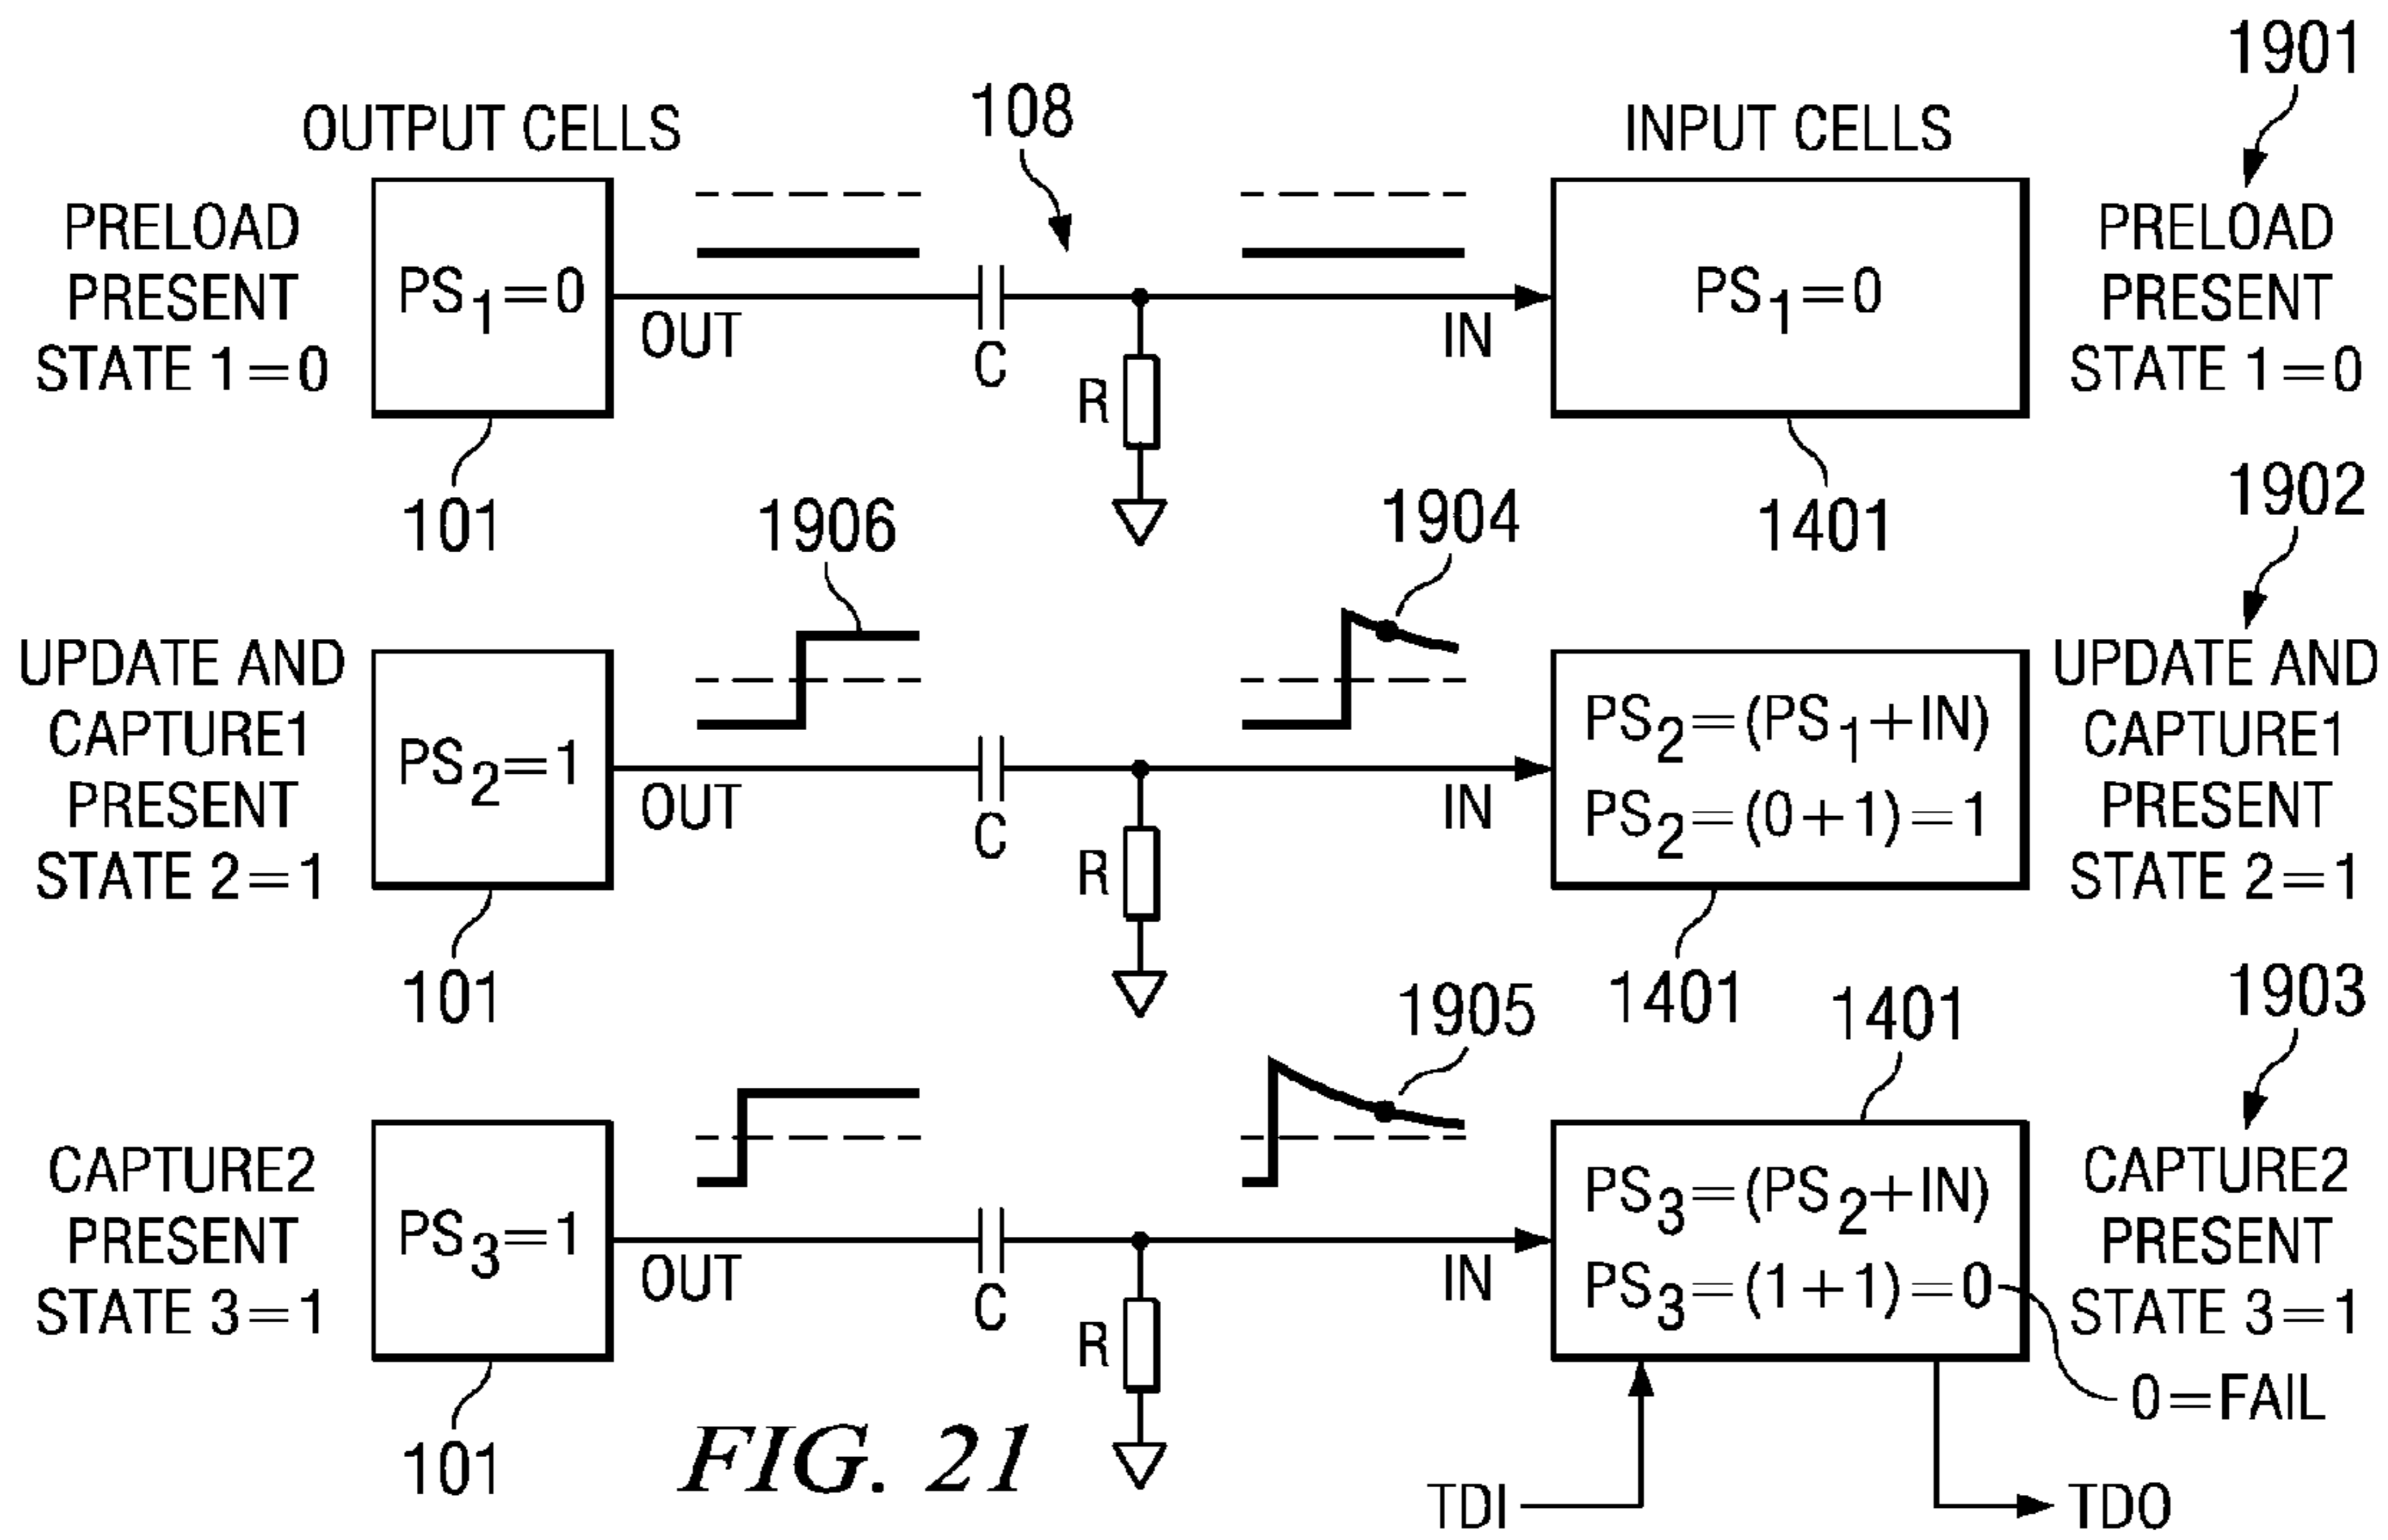 1901
OUTPUT CELLS
108
INPUT CELLS
PRELOAD
PRESENT
STATE 1=0
PS1=0
OUT
C
R
IN
PS1=0
PRELOAD
PRESENT
STATE 1=0
101
1401
1902
1906
1904
UPDATE AND
CAPTURE1
PRESENT
STATE 2=1
PS2=1
OUT
C
R
IN
PS2=(PS1+IN)
PS2=(0+1)=1
UPDATE AND
CAPTURE1
PRESENT
STATE 2=1
101
1401
1401
1903
1905
CAPTURE2
PRESENT
STATE 3=1
PS3=1
OUT
C
R
IN
PS3=(PS2+IN)
PS3=(1+1)=0
CAPTURE2
PRESENT
STATE 3=1
0=FAIL
101
FIG. 21
TDI
TDO